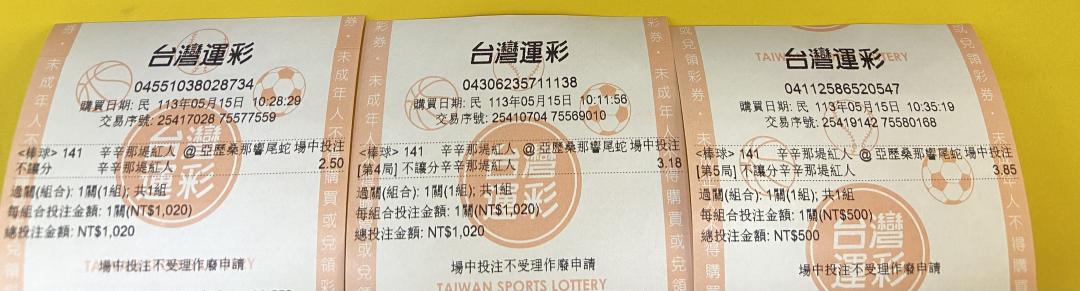 台灣運彩
04551038028734
購買日期: 民 113年05月15日 10:28:29
交易序號: 25417028 75577559
<棒球> 141 辛辛那堤紅人 @ 亞歷桑那響尾蛇 場中投注
不讓分 辛辛那堤紅人 2.50
過關(組合): 1關(1組); 共1組
每組合投注金額: 1關(NT$1,020)
總投注金額: NT$1,020
場中投注不受理作廢申請
台灣運彩
04306235711138
購買日期: 民 113年05月15日 10:11:56
交易序號: 25410704 75569010
<棒球> 141 辛辛那堤紅人 @ 亞歷桑那響尾蛇 場中投注
[第4局] 不讓分 辛辛那堤紅人 3.18
過關(組合): 1關(1組); 共1組
每組合投注金額: 1關(NT$1,020)
總投注金額: NT$1,020
場中投注不受理作廢申請
TAIWAN SPORTS LOTTERY
台灣運彩
04112586520547
購買日期: 民 113年05月15日 10:35:19
交易序號: 25419142 75580168
<棒球> 141 辛辛那堤紅人 @ 亞歷桑那響尾蛇 場中投注
[第5局] 不讓分 辛辛那堤紅人 3.85
過關(組合): 1關(1組); 共1組
每組合投注金額: 1關(NT$500)
總投注金額: NT$500
場中投注不受理作廢申請